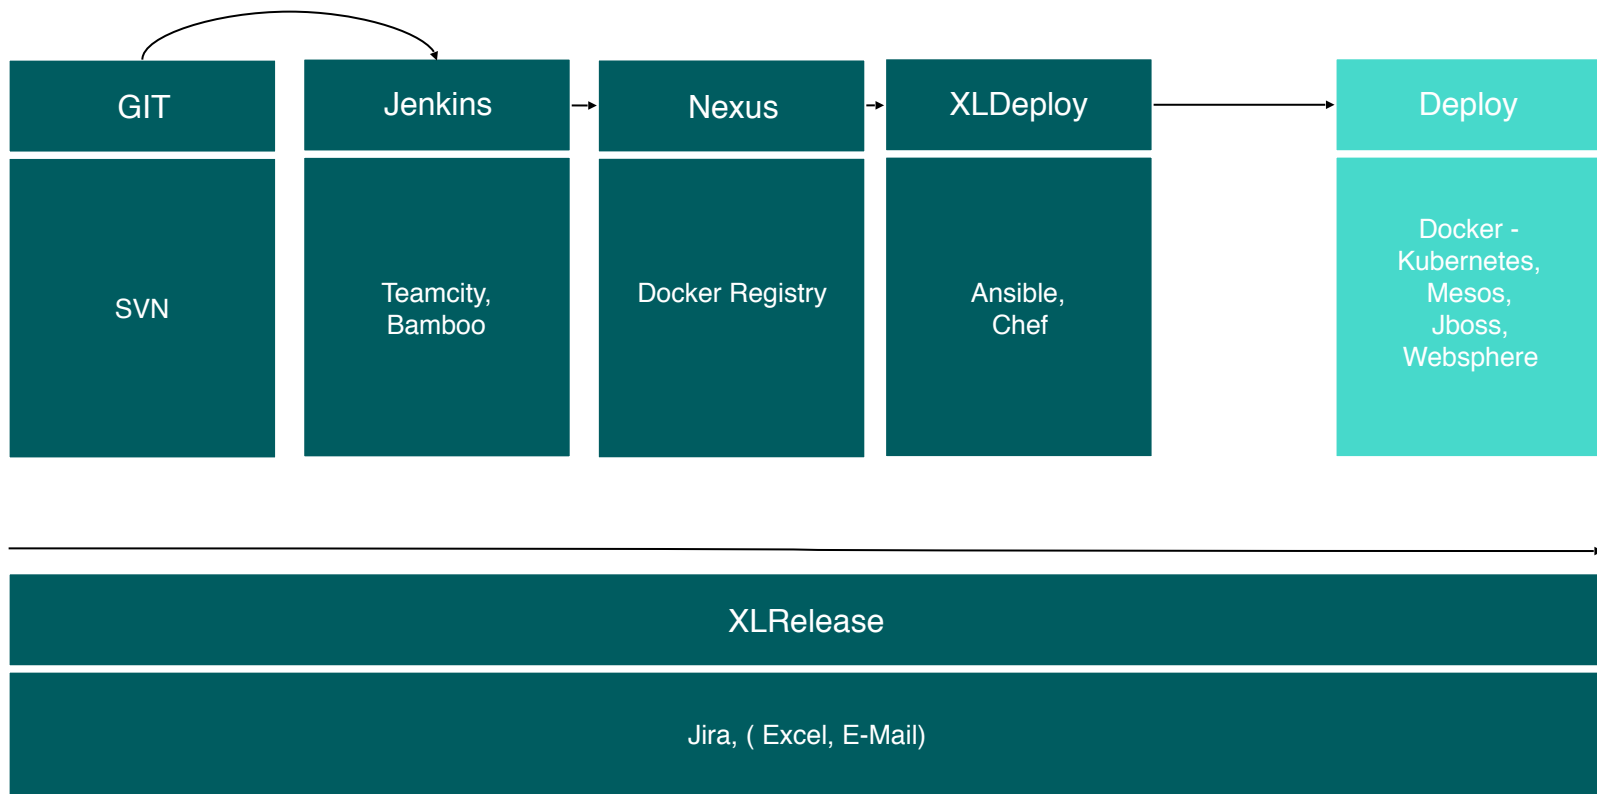 GIT
Jenkins
Nexus
XLDeploy
Deploy
SVN
Teamcity,
Bamboo
Docker Registry
Ansible,
Chef
Docker -
Kubernetes,
Mesos,
Jboss,
Websphere
XLRelease
Jira, ( Excel, E-Mail)